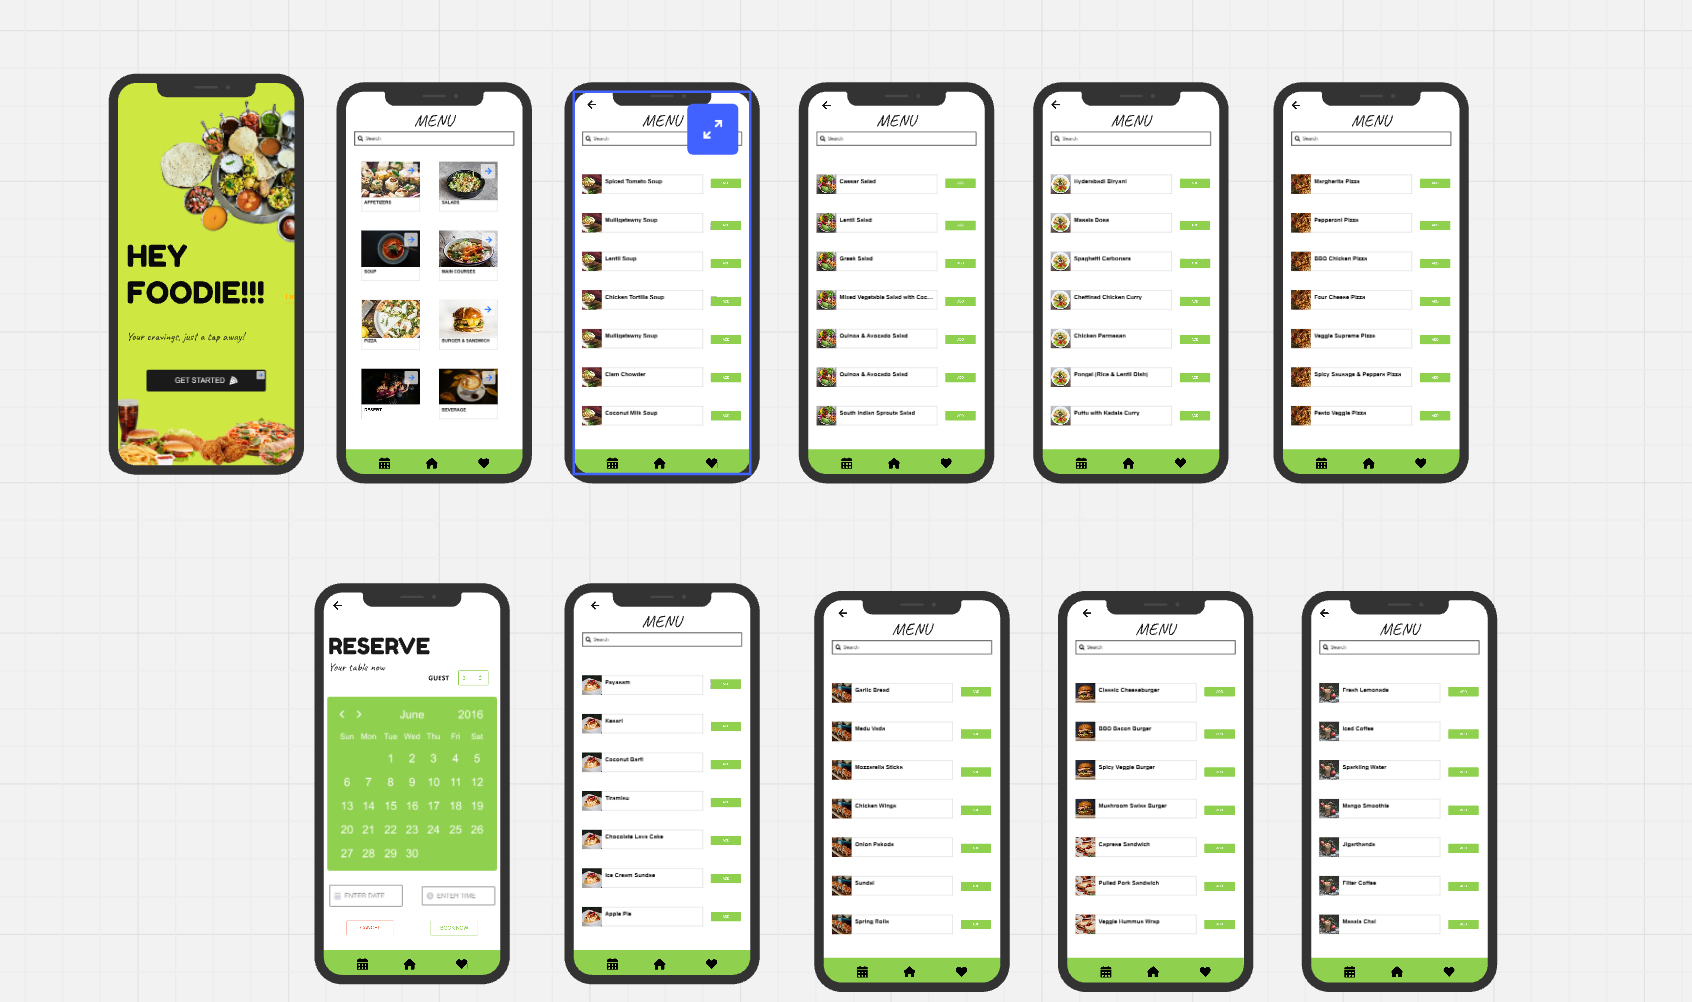 HEY
FOODIE!!!
Your cravings, just a tap away!
GET STARTED
MENU
Search
APPETIZERS
SALADS
SOUP
MAIN COURSES
PIZZA
BURGER & SANDWICH
DESERT
BEVERAGE
MENU
Search
Spiced Tomato Soup
Mulligatawny Soup
Lentil Soup
Chicken Tortilla Soup
Mulligatawny Soup
Clam Chowder
Coconut Milk Soup
MENU
Search
Caesar Salad
Lentil Salad
Greek Salad
Mixed Vegetable Salad with Coc...
Quinoa & Avocado Salad
Quinoa & Avocado Salad
South Indian Sprouts Salad
MENU
Search
Hyderabadi Biryani
Masala Dosa
Spaghetti Carbonara
Chettinad Chicken Curry
Chicken Parmesan
Pongal (Rice & Lentil Dish)
Puttu with Kadala Curry
MENU
Search
Margherita Pizza
Pepperoni Pizza
BBQ Chicken Pizza
Four Cheese Pizza
Veggie Supreme Pizza
Spicy Sausage & Peppers Pizza
Pesto Veggie Pizza
RESERVE
Your table now
GUEST
June 2016
Sun Mon Tue Wed Thu Fri Sat
1 2 3 4 5
6 7 8 9 10 11 12
13 14 15 16 17 18 19
20 21 22 23 24 25 26
27 28 29 30
ENTER DATE
ENTER TIME
CANCEL
BOOK NOW
MENU
Search
Payasam
Kesari
Coconut Barfi
Tiramisu
Chocolate Lava Cake
Ice Cream Sundae
Apple Pie
MENU
Search
Garlic Bread
Medu Vada
Mozzarella Sticks
Chicken Wings
Onion Pakoda
Sundal
Spring Rolls
MENU
Search
Classic Cheeseburger
BBQ Bacon Burger
Spicy Veggie Burger
Mushroom Swiss Burger
Caprese Sandwich
Pulled Pork Sandwich
Veggie Hummus Wrap
MENU
Search
Fresh Lemonade
Iced Coffee
Sparkling Water
Mango Smoothie
Jigarthanda
Filter Coffee
Masala Chai